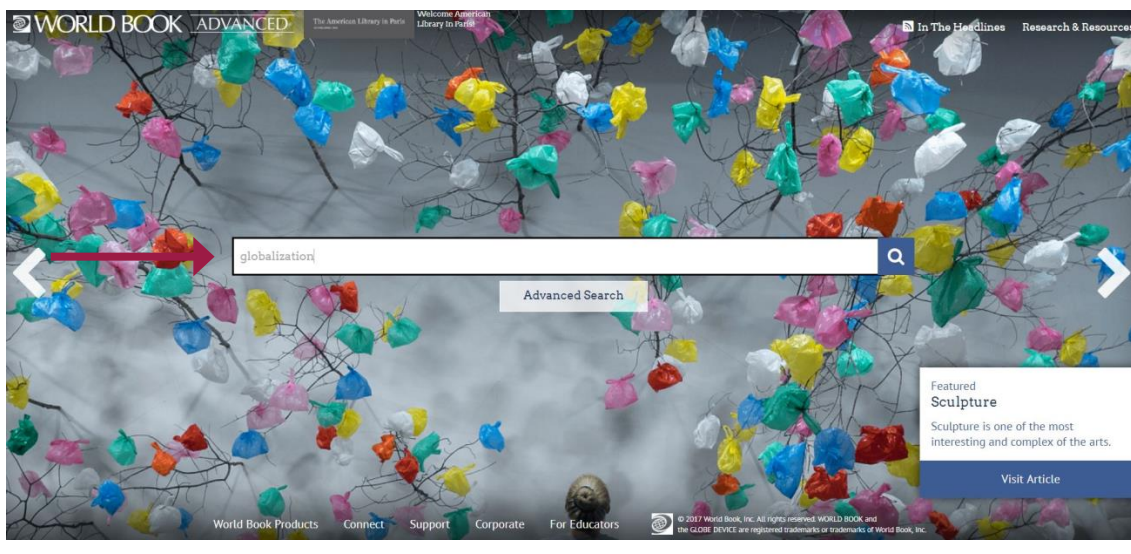 WORLD BOOK ADVANCED
The American Library in Paris
Welcome American
Library In Paris!
In The Headlines
Research & Resources
globalization
Advanced Search
Featured
Sculpture
Sculpture is one of the most
interesting and complex of the arts.
Visit Article
World Book Products
Connect
Support
Corporate
For Educators
© 2017 World Book, Inc. All rights reserved. WORLD BOOK and
the GLOBE DEVICE are registered trademarks or trademarks of World Book, Inc.